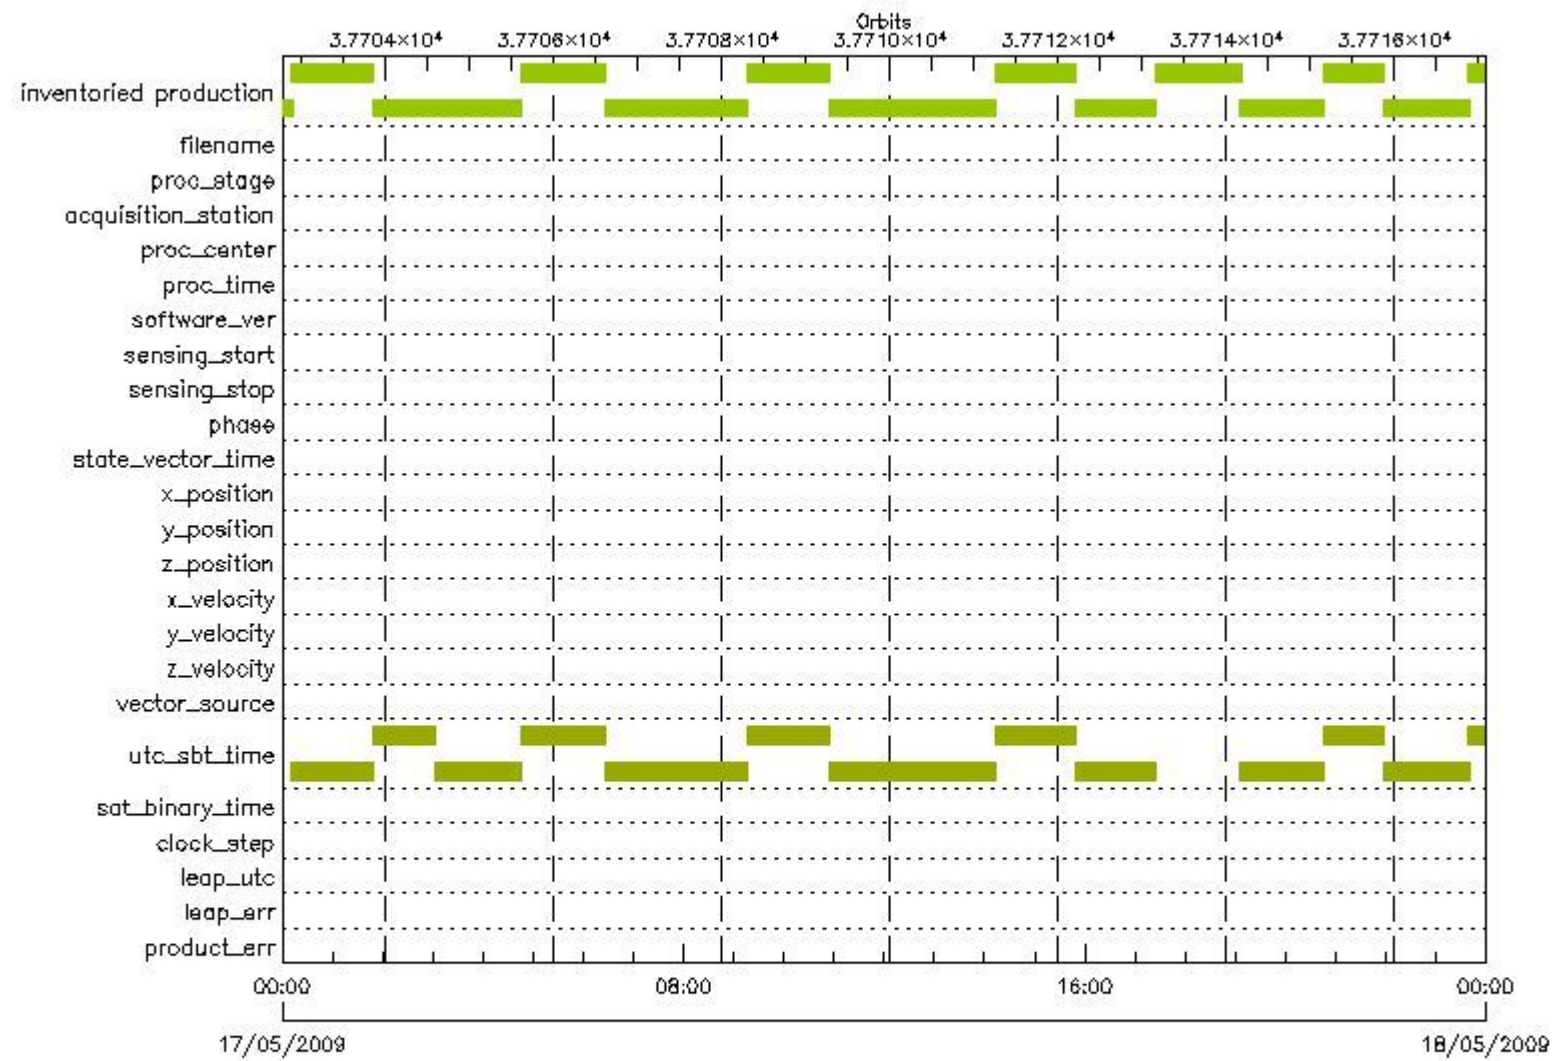 Orbits
3.7704×10⁴ 3.7706×10⁴ 3.7708×10⁴ 3.7710×10⁴ 3.7712×10⁴ 3.7714×10⁴ 3.7716×10⁴
inventoried production
filename
proc_stage
acquisition_station
proc_center
proc_time
software_ver
sensing_start
sensing_stop
phase
state_vector_time
x_position
y_position
z_position
x_velocity
y_velocity
z_velocity
vector_source
utc_sbt_time
sat_binary_time
clock_step
leap_utc
leap_err
product_err
00:00 08:00 16:00 00:00
17/05/2009 18/05/2009